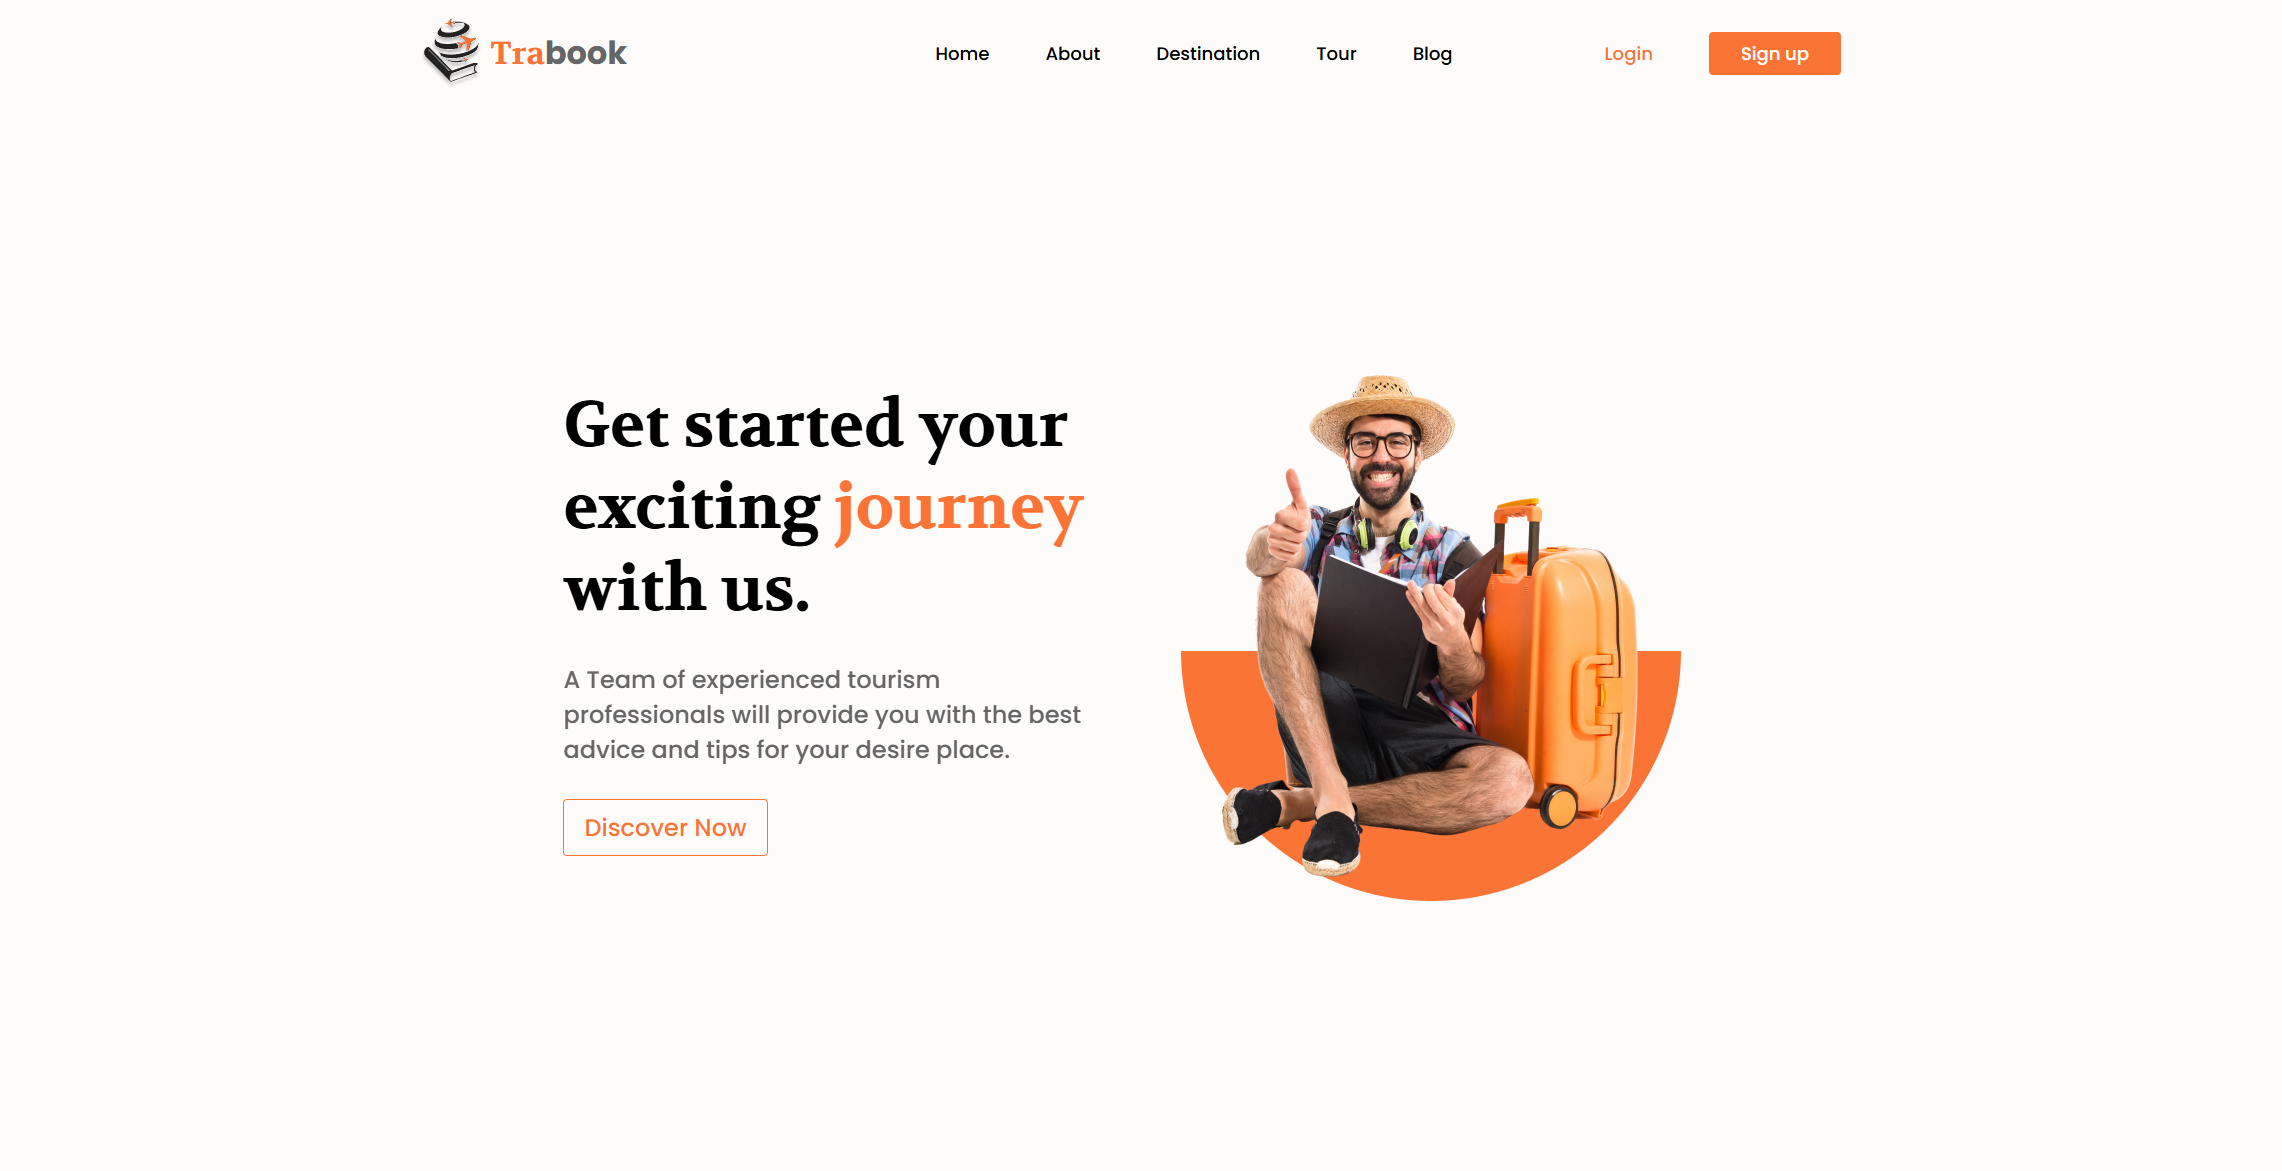 Trabook
Home About Destination Tour Blog Login Sign up
Get started your
exciting journey
with us.
A Team of experienced tourism
professionals will provide you with the best
advice and tips for your desire place.
Discover Now